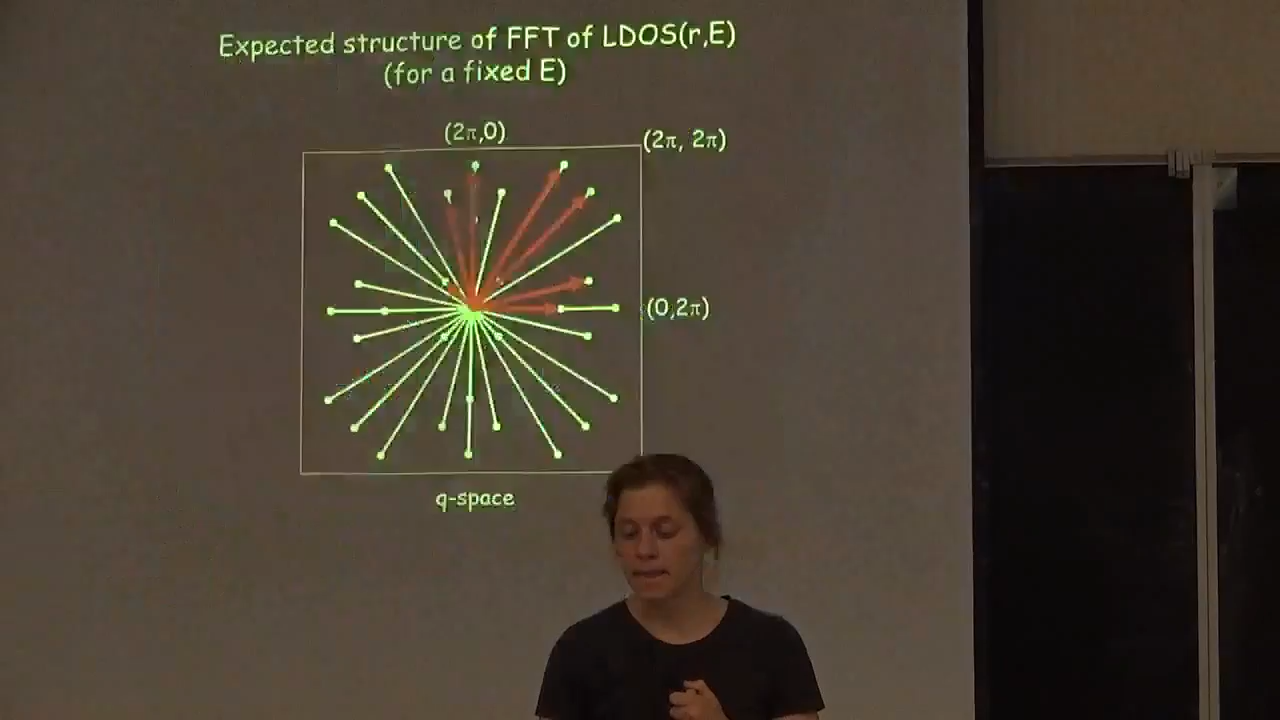 Expected structure of FFT of LDOS(r,E)
(for a fixed E)
(2π,0)
(2π, 2π)
(0,2π)
q-space